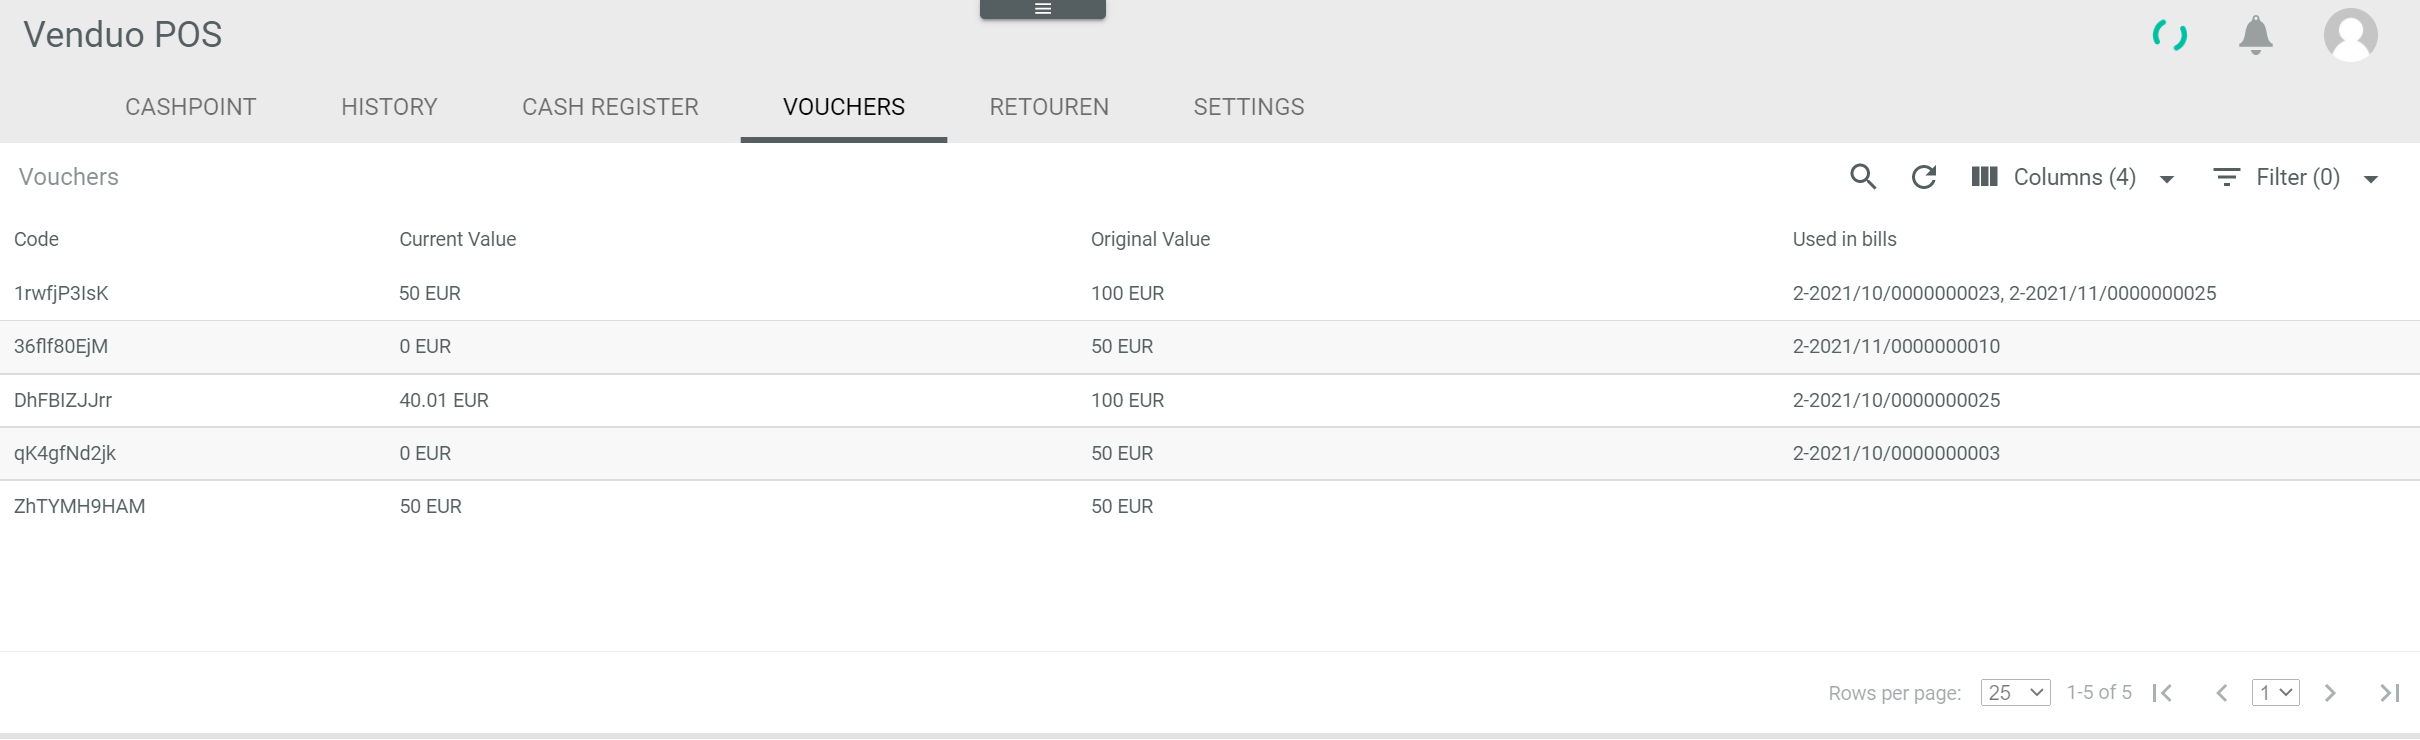 Venduo POS
CASHPOINT HISTORY CASH REGISTER VOUCHERS RETOUREN SETTINGS
Vouchers Columns (4) Filter (0)
Code Current Value Original Value Used in bills
1rwfjP3IsK 50 EUR 100 EUR 2-2021/10/0000000023, 2-2021/11/0000000025
36flf80EjM 0 EUR 50 EUR 2-2021/11/0000000010
DhFBIZJJrr 40.01 EUR 100 EUR 2-2021/10/0000000025
qK4gfNd2jk 0 EUR 50 EUR 2-2021/10/0000000003
ZhTYMH9HAM 50 EUR 50 EUR
Rows per page: 25 1-5 of 5 1